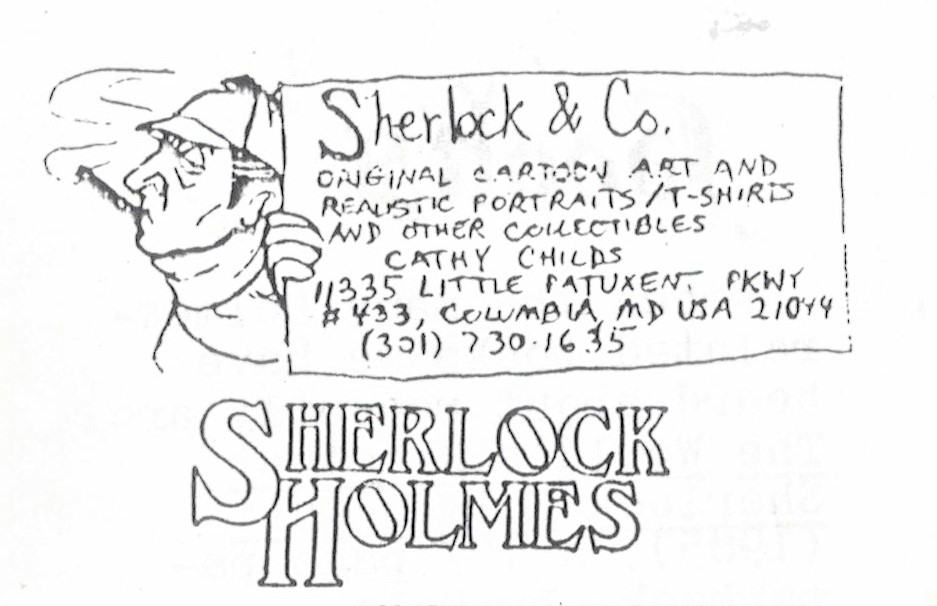 Sherlock & Co.
ORIGINAL CARTOON ART AND
REALISTIC PORTRAITS/T-SHIRTS
AND OTHER COLLECTIBLES
CATHY CHILDS
11335 LITTLE PATUXENT PKWY
#433, COLUMBIA, MD USA 21044
(301) 730-1635
SHERLOCK
HOLMES